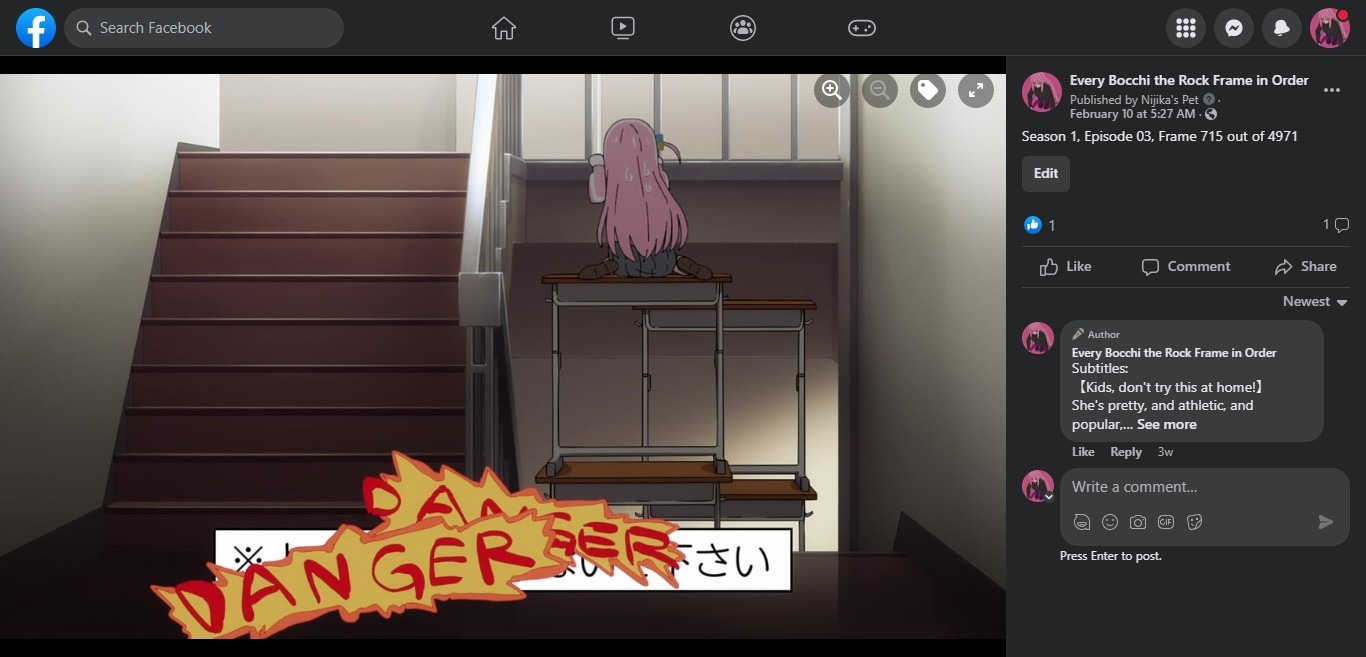 Search Facebook
Every Bocchi the Rock Frame in Order
Published by Nijika's Pet ·
February 10 at 5:27 AM ·
Season 1, Episode 03, Frame 715 out of 4971
Edit
1
1
Like
Comment
Share
Newest
Author
Every Bocchi the Rock Frame in Order
Subtitles:
【Kids, don't try this at home!】
She's pretty, and athletic, and
popular,... See more
Like Reply 3w
Write a comment...
GIF
Press Enter to post.
DANGER
DANGER
※
下さい